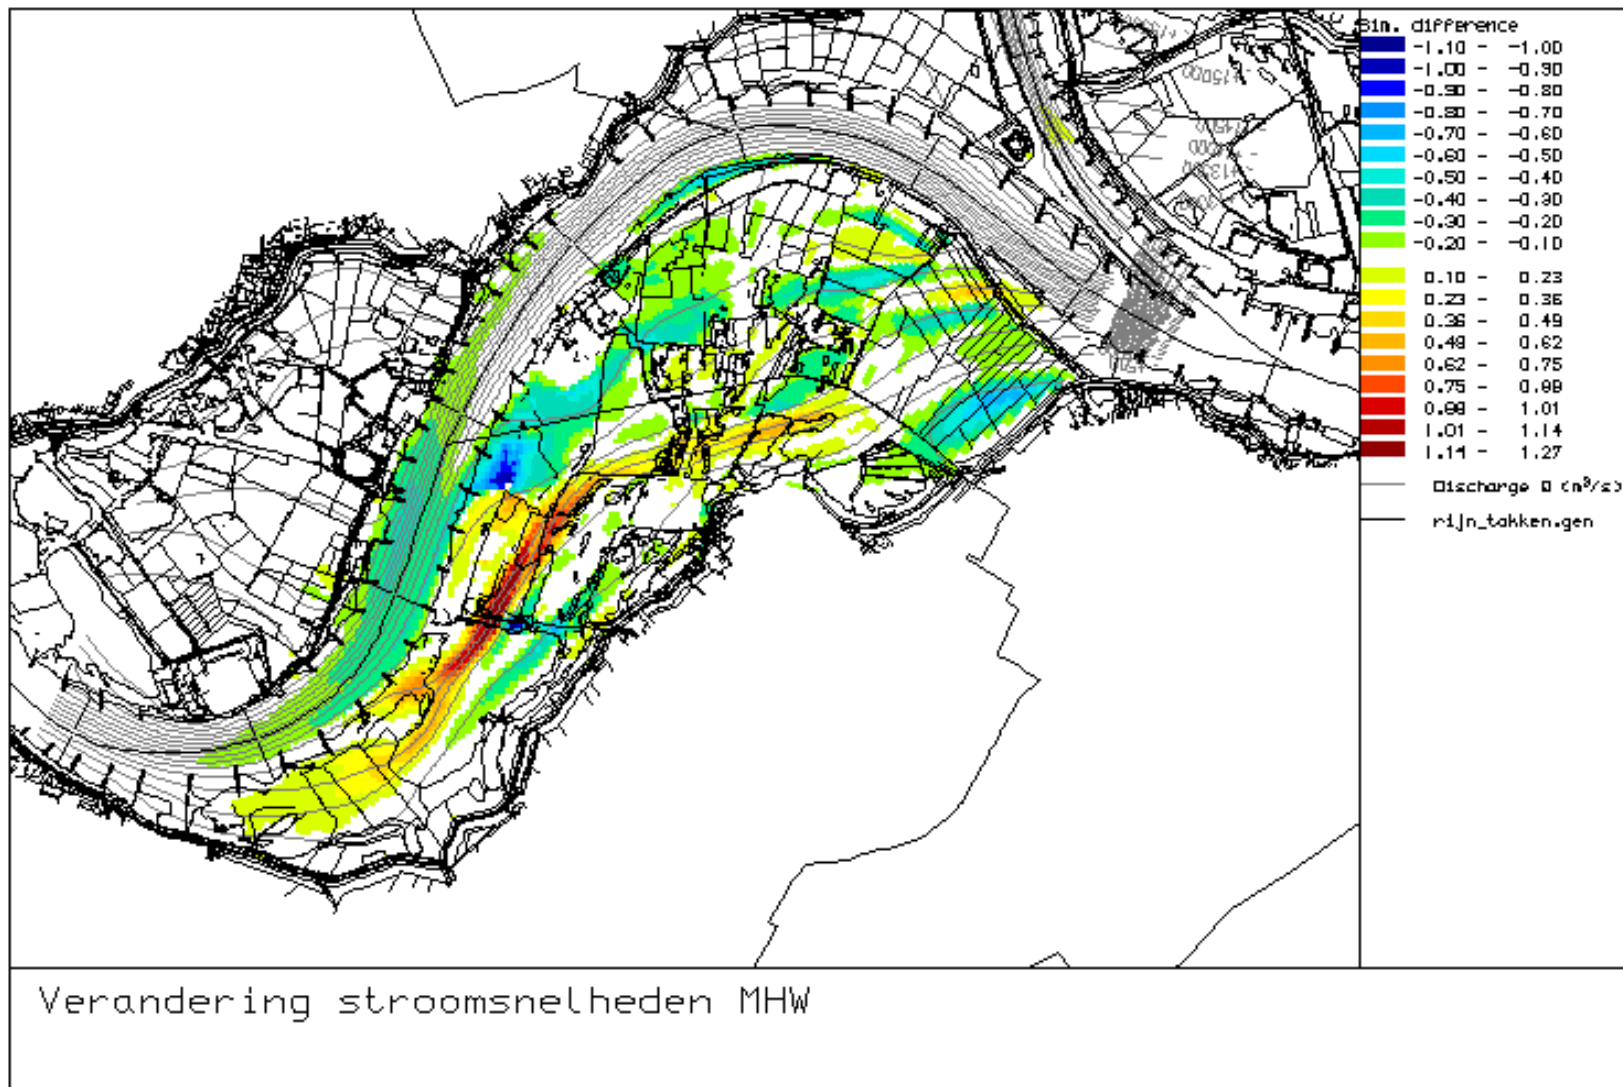 Sim. difference
-1.10 - -1.00
-1.00 - -0.90
-0.90 - -0.80
-0.80 - -0.70
-0.70 - -0.60
-0.60 - -0.50
-0.50 - -0.40
-0.40 - -0.30
-0.30 - -0.20
-0.20 - -0.10
0.10 - 0.23
0.23 - 0.36
0.36 - 0.49
0.49 - 0.62
0.62 - 0.75
0.75 - 0.88
0.88 - 1.01
1.01 - 1.14
1.14 - 1.27
Discharge Q (m³/s)
rijn_takken.gen
Verandering stroomsnelheden MHW